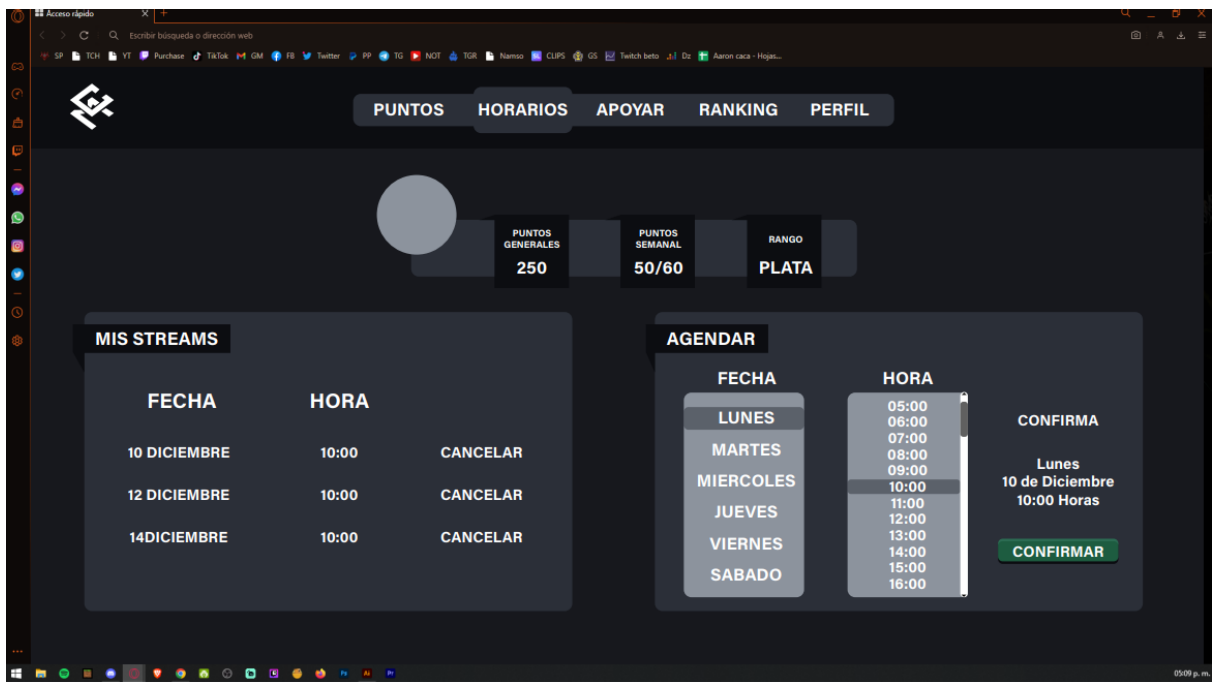 Acceso rápido
Escribir búsqueda o dirección web
SP TCH YT Purchase TikTok GM FB Twitter PP TG NOT TGR Namso CLIPS GS Twitch beto Dz Aaron caca - Hojas...
PUNTOS HORARIOS APOYAR RANKING PERFIL
PUNTOS
GENERALES
250
PUNTOS
SEMANAL
50/60
RANGO
PLATA
MIS STREAMS
FECHA HORA
10 DICIEMBRE 10:00 CANCELAR
12 DICIEMBRE 10:00 CANCELAR
14DICIEMBRE 10:00 CANCELAR
AGENDAR
FECHA
LUNES
MARTES
MIERCOLES
JUEVES
VIERNES
SABADO
HORA
05:00
06:00
07:00
08:00
09:00
10:00
11:00
12:00
13:00
14:00
15:00
16:00
CONFIRMA
Lunes
10 de Diciembre
10:00 Horas
CONFIRMAR
Ps Ai Pr
05:09 p. m.